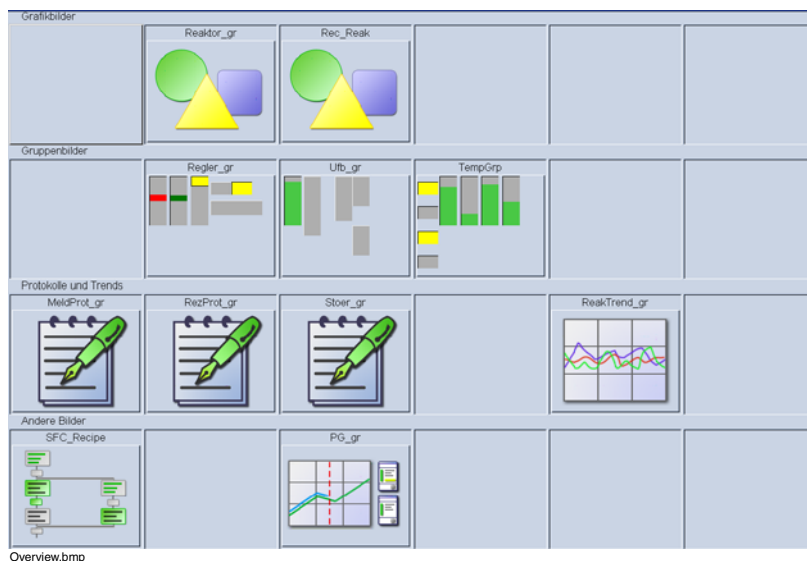 Grafikbilder
Reaktor_gr
Rec_Reak
Gruppenbilder
Regler_gr
Ufb_gr
TempGrp
Protokolle und Trends
MeldProt_gr
RezProt_gr
Stoer_gr
ReakTrend_gr
Andere Bilder
SFC_Recipe
PG_gr
Overview.bmp